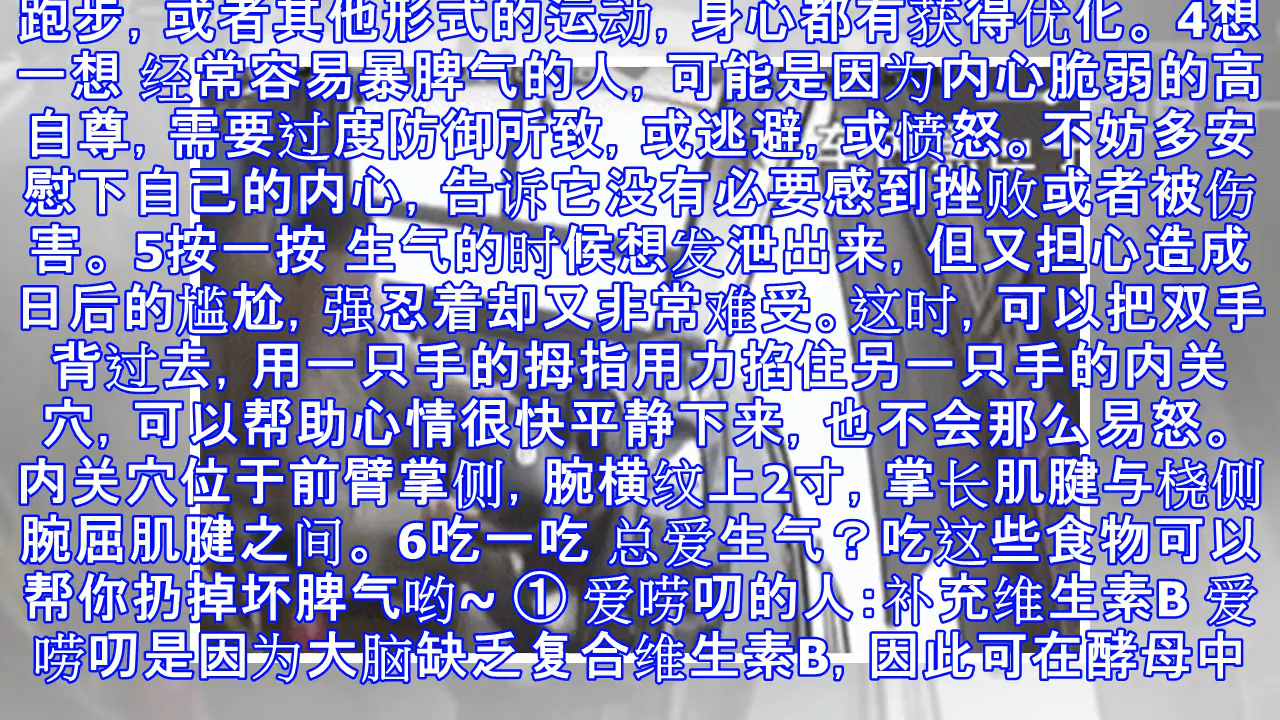 跑步, 或者其他形式的运动, 身心都有获得优化。4想
一想 经常容易暴脾气的人, 可能是因为内心脆弱的高
自尊, 需要过度防御所致, 或逃避, 或愤怒。不妨多安
慰下自己的内心, 告诉它没有必要感到挫败或者被伤
害。5按一按 生气的时候想发泄出来, 但又担心造成
日后的尴尬, 强忍着却又非常难受。这时, 可以把双手
背过去, 用一只手的拇指用力掐住另一只手的内关
穴, 可以帮助心情很快平静下来, 也不会那么易怒。
内关穴位于前臂掌侧, 腕横纹上2寸, 掌长肌腱与桡侧
腕屈肌腱之间。6吃一吃 总爱生气？吃这些食物可以
帮你扔掉坏脾气哟~ ① 爱唠叨的人:补充维生素B 爱
唠叨是因为大脑缺乏复合维生素B, 因此可在酵母中